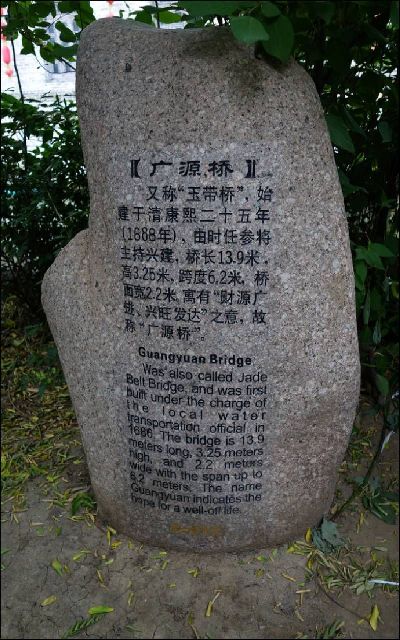 【广源桥】
又称“玉带桥”，始
建于清康熙二十五年
(1686年)，由时任参将
主持兴建，桥长13.9米，
高3.25米，跨度6.2米，桥
面宽2.2米，寓有“财源广
进、兴旺发达”之意，故
称“广源桥”。
Guangyuan Bridge
Was also called Jade
Belt Bridge, and was first
built under the charge of
the local water
transportation official in
1686. The bridge is 13.9
meters long, 3.25 meters
high, and 2.2 meters
wide with the span up to
6.2 meters. The name
Guangyuan indicates the
hope for a well-off life.